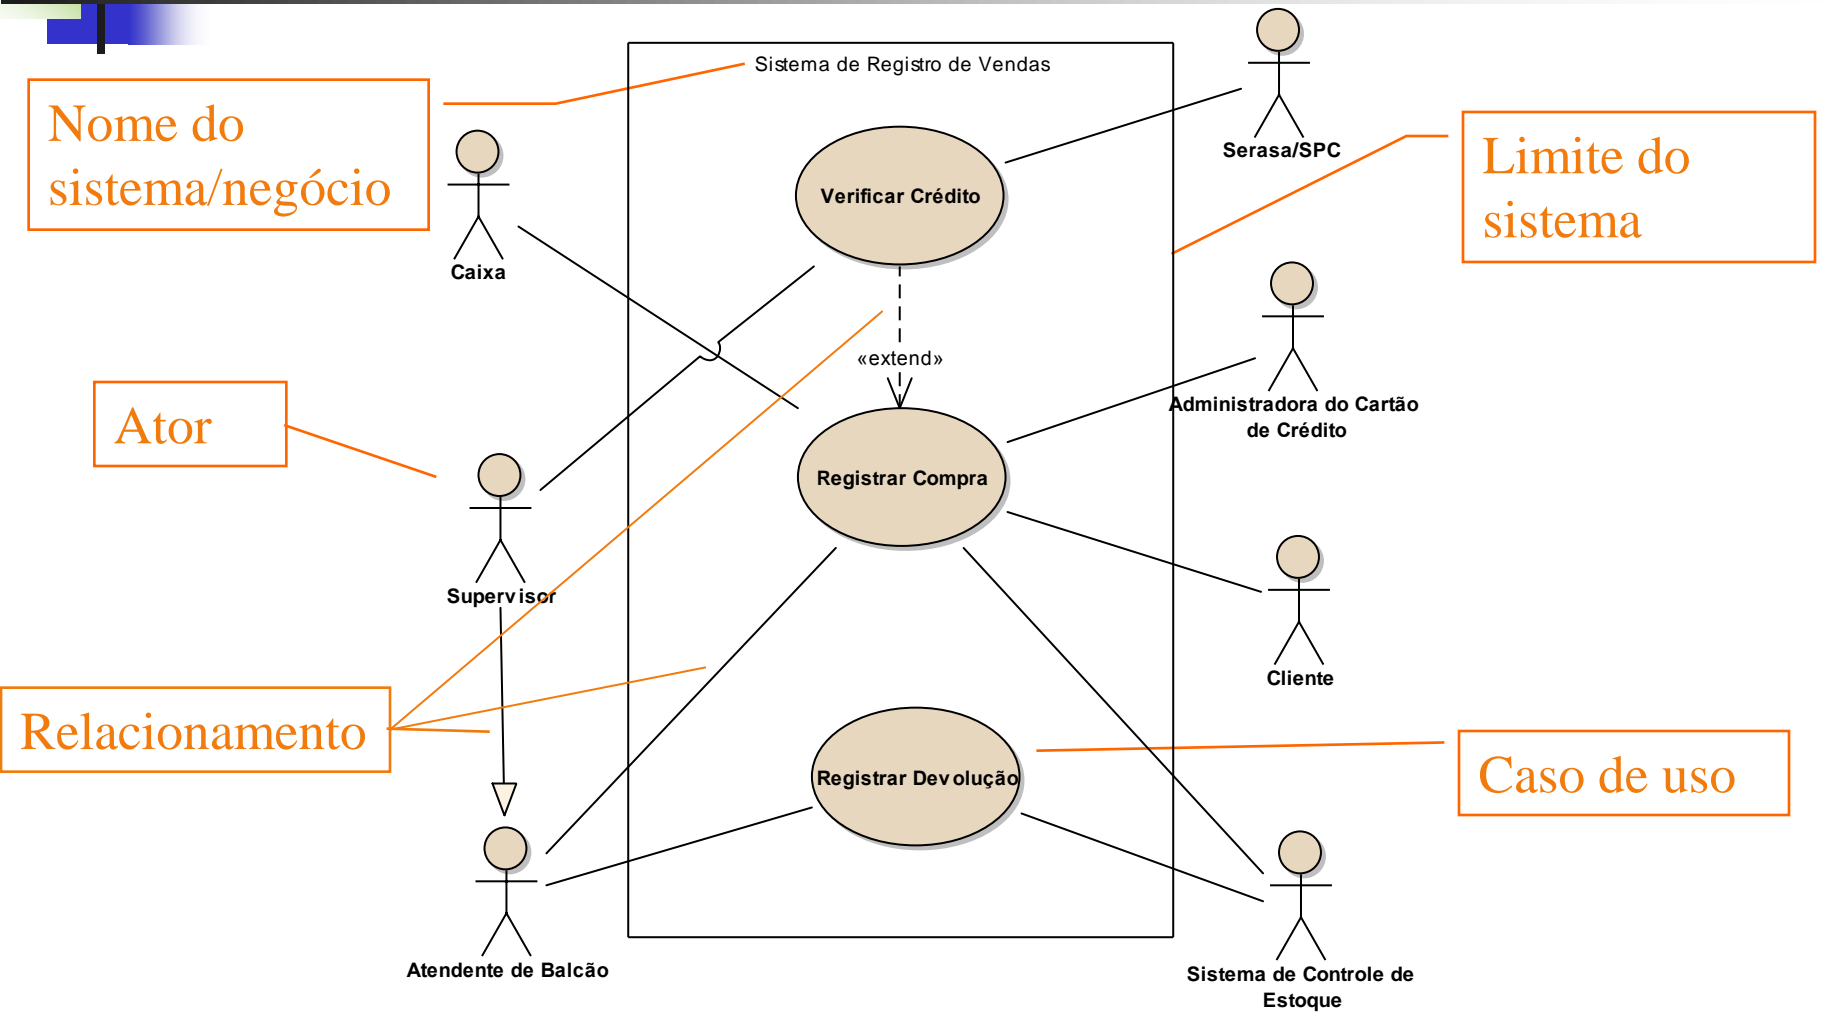 Sistema de Registro de Vendas
Nome do
sistema/negócio
Serasa/SPC
Limite do
sistema
Verificar Crédito
Caixa
«extend»
Administradora do Cartão
de Crédito
Ator
Registrar Compra
Supervisor
Cliente
Relacionamento
Registrar Devolução
Caso de uso
Atendente de Balcão
Sistema de Controle de
Estoque